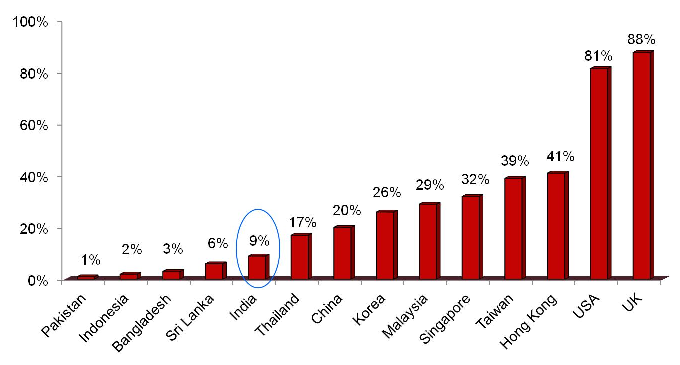 100%
80%
60%
40%
20%
0%
1%
2%
3%
6%
9%
17%
20%
26%
29%
32%
39%
41%
81%
88%
Pakistan
Indonesia
Bangladesh
Sri Lanka
India
Thailand
China
Korea
Malaysia
Singapore
Taiwan
Hong Kong
USA
UK